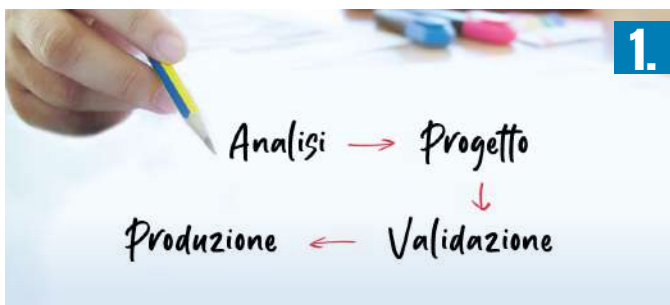 1.
Analisi → Progetto
↓
Produzione ← Validazione